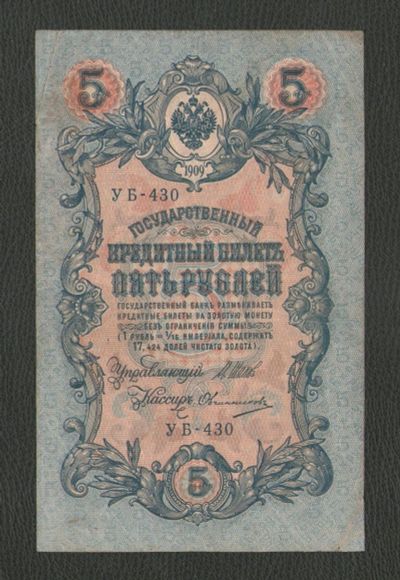 5 5
1909
УБ-430
ГОСУДАРСТВЕННЫЙ
КРЕДИТНЫЙ БИЛЕТЪ
ПЯТЬ РУБЛЕЙ
ГОСУДАРСТВЕННЫЙ БАНКЪ РАЗМѢНИВАЕТЪ
КРЕДИТНЫЕ БИЛЕТЫ НА ЗОЛОТУЮ МОНЕТУ
БЕЗЪ ОГРАНИЧЕНІЯ СУММЫ
(1 РУБЛЬ = 1/15 ИМПЕРІАЛА, СОДЕРЖИТЪ
17,424 ДОЛЕЙ ЧИСТАГО ЗОЛОТА).
Управляющій
Кассиръ
УБ-430
5